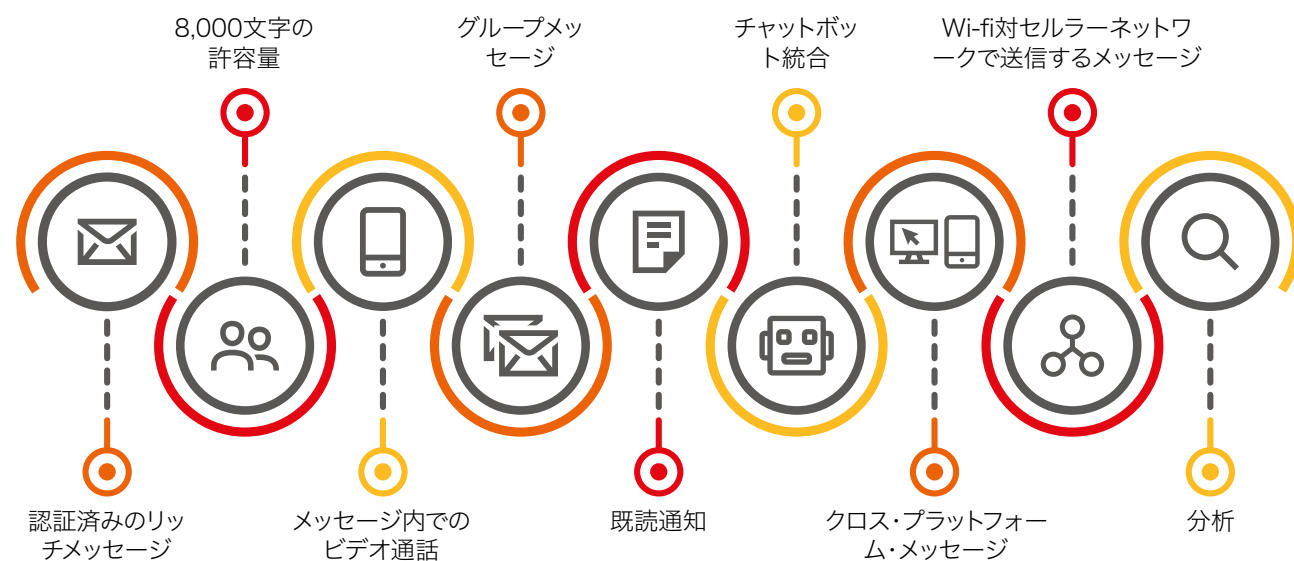 8,000文字の
許容量
グループメッ
セージ
チャットボッ
ト統合
Wi-fi対セルラーネットワ
ークで送信するメッセージ
認証済みのリッ
チメッセージ
メッセージ内での
ビデオ通話
既読通知
クロス・プラットフォー
ム・メッセージ
分析